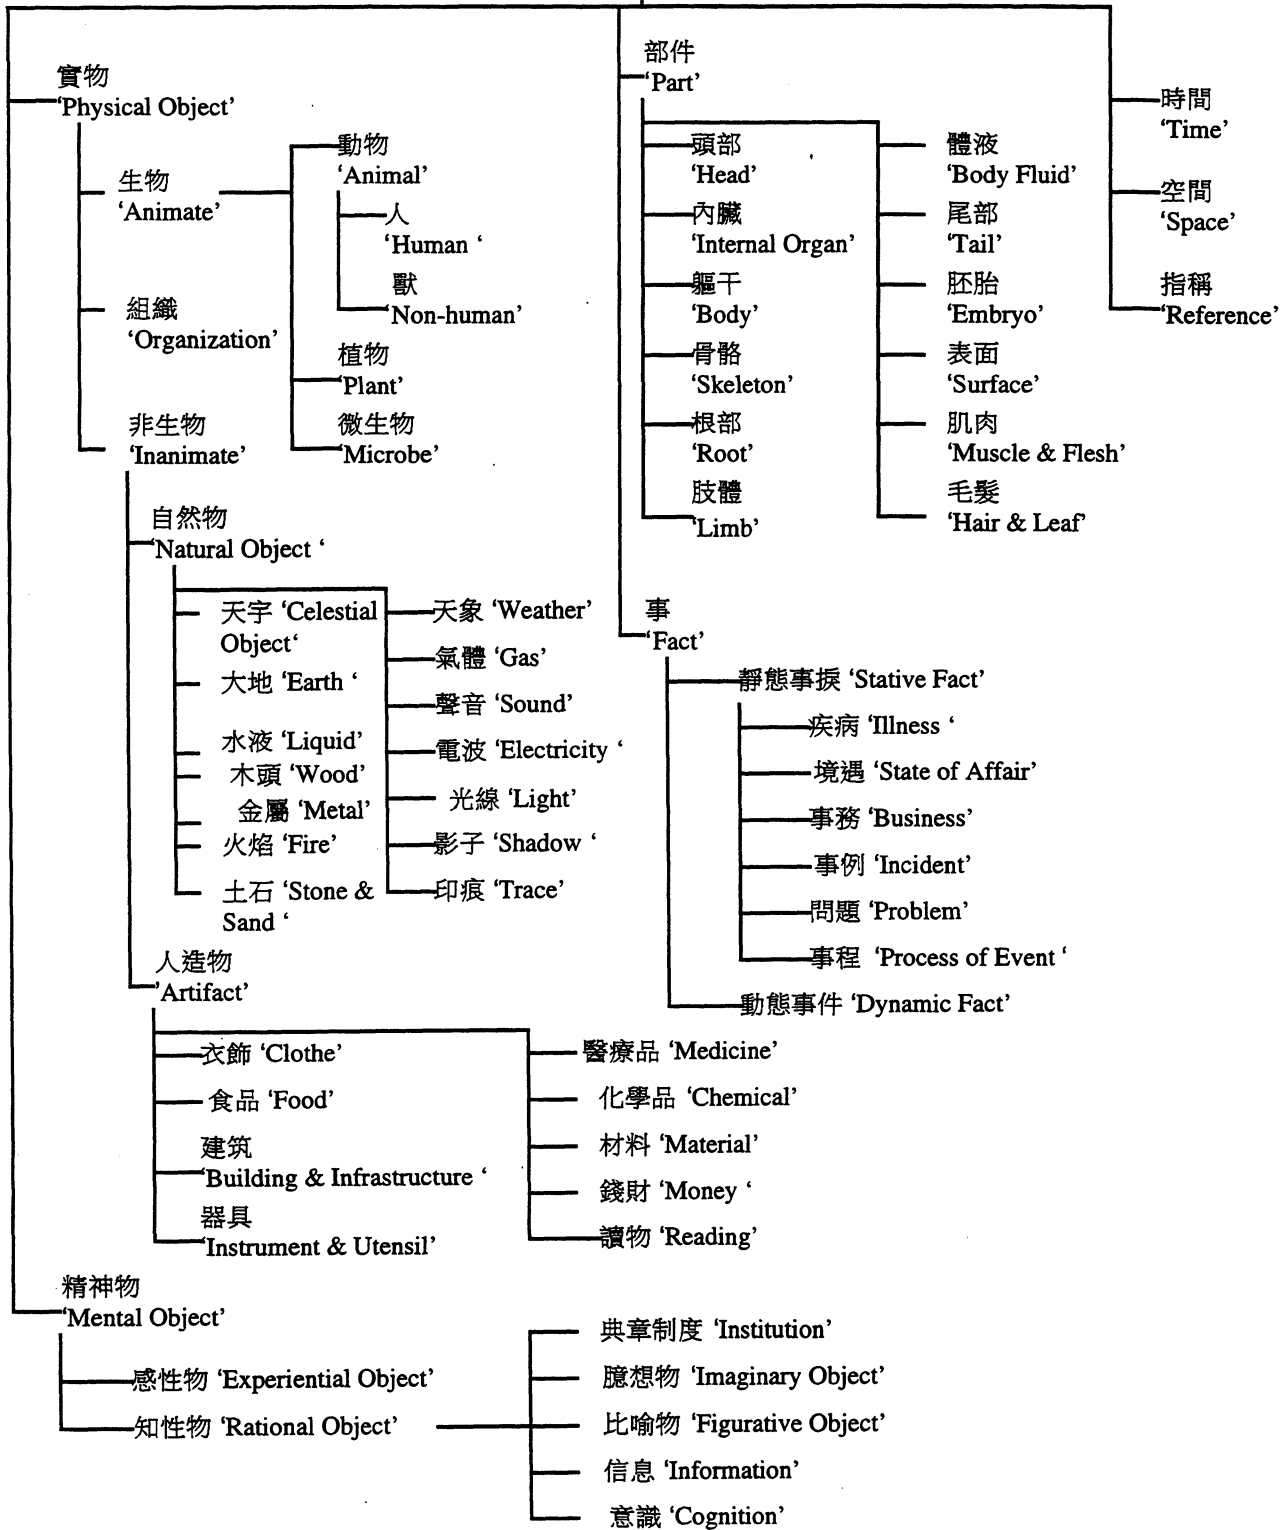 實物
‘Physical Object’
生物
‘Animate’
動物
‘Animal’
人
‘Human ‘
獸
‘Non-human’
植物
‘Plant’
微生物
‘Microbe’
組織
‘Organization’
非生物
‘Inanimate’
自然物
‘Natural Object ‘
天宇 ‘Celestial
Object‘
大地 ‘Earth ‘
水液 ‘Liquid’
木頭 ‘Wood’
金屬 ‘Metal’
火焰 ‘Fire’
土石 ‘Stone &
Sand ‘
天象 ‘Weather’
氣體 ‘Gas’
聲音 ‘Sound’
電波 ‘Electricity ‘
光線 ‘Light’
影子 ‘Shadow ‘
印痕 ‘Trace’
人造物
‘Artifact’
衣飾 ‘Clothe’
食品 ‘Food’
建筑
‘Building & Infrastructure ‘
器具
‘Instrument & Utensil’
醫療品 ‘Medicine’
化學品 ‘Chemical’
材料 ‘Material’
錢財 ‘Money ‘
讀物 ‘Reading’
精神物
‘Mental Object’
感性物 ‘Experiential Object’
知性物 ‘Rational Object’
典章制度 ‘Institution’
臆想物 ‘Imaginary Object’
比喻物 ‘Figurative Object’
信息 ‘Information’
意識 ‘Cognition’
部件
‘Part’
頭部
‘Head’
內臟
‘Internal Organ’
軀干
‘Body’
骨骼
‘Skeleton’
根部
‘Root’
肢體
‘Limb’
體液
‘Body Fluid’
尾部
‘Tail’
胚胎
‘Embryo’
表面
‘Surface’
肌肉
‘Muscle & Flesh’
毛髮
‘Hair & Leaf’
事
‘Fact’
靜態事捩 ‘Stative Fact’
疾病 ‘Illness ‘
境遇 ‘State of Affair’
事務 ‘Business’
事例 ‘Incident’
問題 ‘Problem’
事程 ‘Process of Event ‘
動態事件 ‘Dynamic Fact’
時間
‘Time’
空間
‘Space’
指稱
‘Reference’